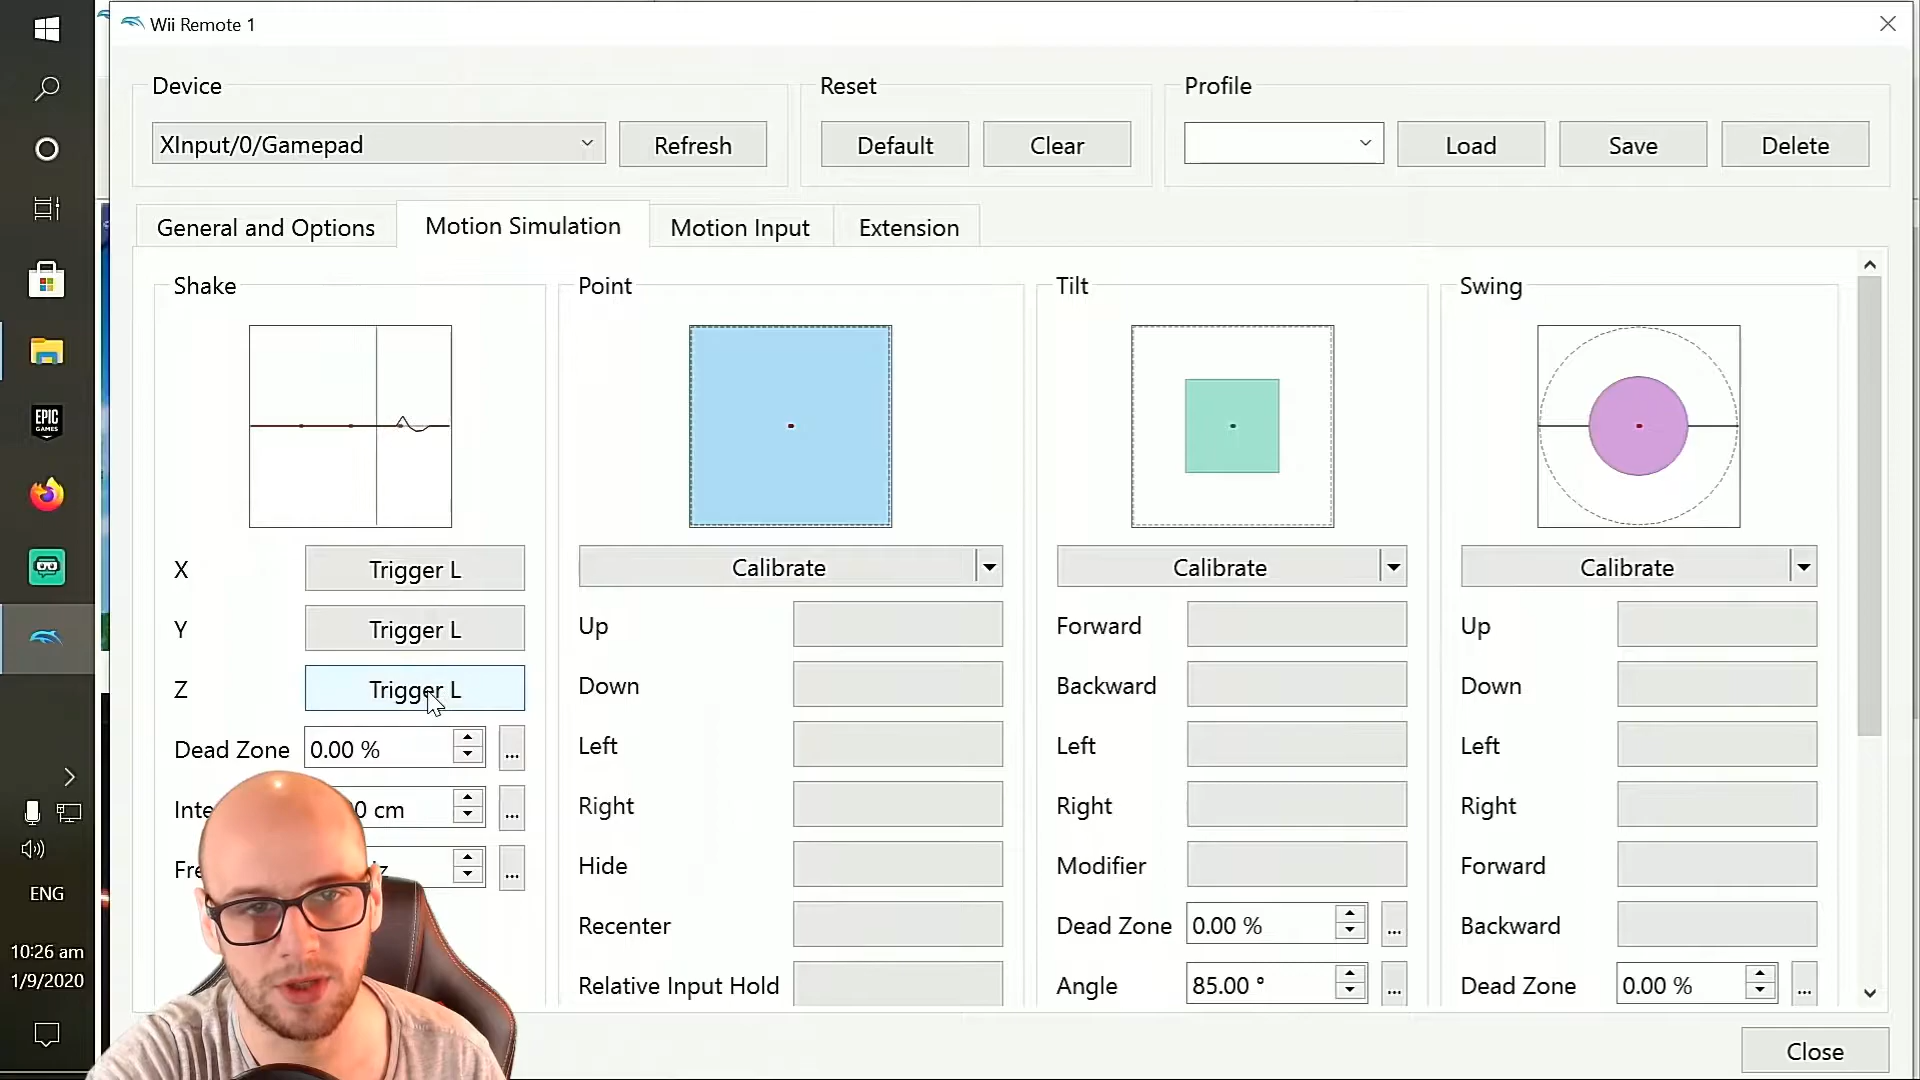 Wii Remote 1
Device
Reset
Profile
XInput/0/Gamepad
Refresh
Default
Clear
Load
Save
Delete
General and Options
Motion Simulation
Motion Input
Extension
Shake
Point
Tilt
Swing
X
Trigger L
Y
Trigger L
Z
Trigger L
Dead Zone
0.00 %
...
0 cm
...
...
Calibrate
Up
Down
Left
Right
Hide
Recenter
Relative Input Hold
Calibrate
Forward
Backward
Left
Right
Modifier
Dead Zone
0.00 %
...
Angle
85.00 °
...
Calibrate
Up
Down
Left
Right
Forward
Backward
Dead Zone
0.00 %
...
Close
EPIC
GAMES
ENG
10:26 am
1/9/2020